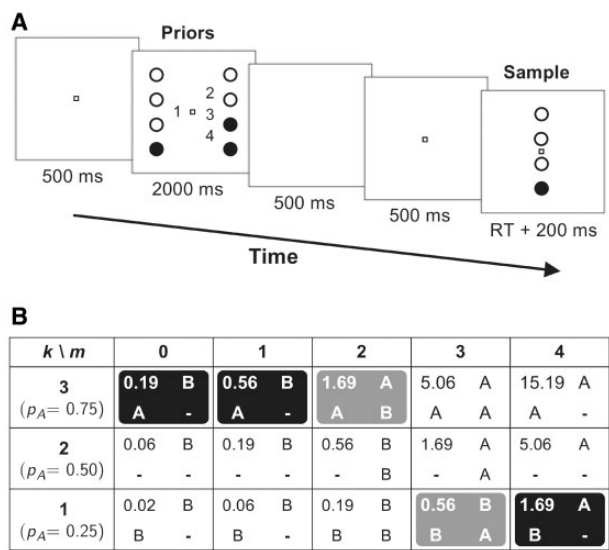 A
Priors
Sample
1 2
3
4
500 ms
2000 ms
500 ms
500 ms
RT + 200 ms
Time
B
k \ m 0 1 2 3 4
3 0.19 B 0.56 B 1.69 A 5.06 A 15.19 A
(pA= 0.75) A - A - A B A A A -
2 0.06 B 0.19 B 0.56 B 1.69 A 5.06 A
(pA= 0.50) - - - - - B - A - -
1 0.02 B 0.06 B 0.19 B 0.56 B 1.69 A
(pA= 0.25) B - B B B B B A B -